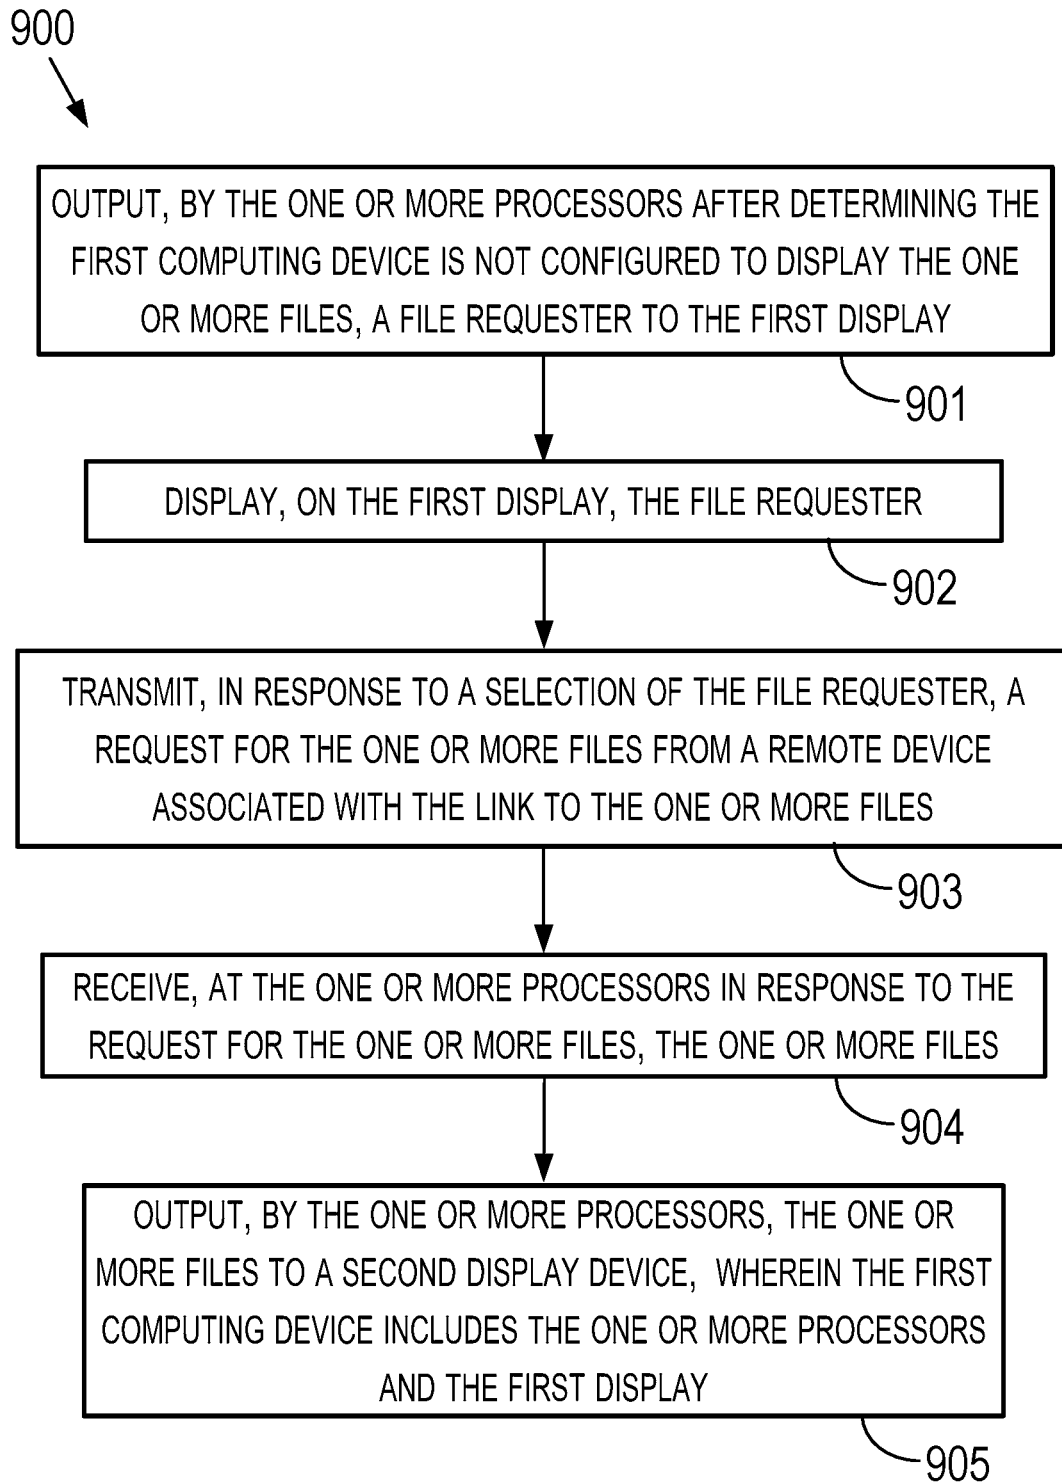 900
OUTPUT, BY THE ONE OR MORE PROCESSORS AFTER DETERMINING THE
FIRST COMPUTING DEVICE IS NOT CONFIGURED TO DISPLAY THE ONE
OR MORE FILES, A FILE REQUESTER TO THE FIRST DISPLAY
901
DISPLAY, ON THE FIRST DISPLAY, THE FILE REQUESTER
902
TRANSMIT, IN RESPONSE TO A SELECTION OF THE FILE REQUESTER, A
REQUEST FOR THE ONE OR MORE FILES FROM A REMOTE DEVICE
ASSOCIATED WITH THE LINK TO THE ONE OR MORE FILES
903
RECEIVE, AT THE ONE OR MORE PROCESSORS IN RESPONSE TO THE
REQUEST FOR THE ONE OR MORE FILES, THE ONE OR MORE FILES
904
OUTPUT, BY THE ONE OR MORE PROCESSORS, THE ONE OR
MORE FILES TO A SECOND DISPLAY DEVICE, WHEREIN THE FIRST
COMPUTING DEVICE INCLUDES THE ONE OR MORE PROCESSORS
AND THE FIRST DISPLAY
905